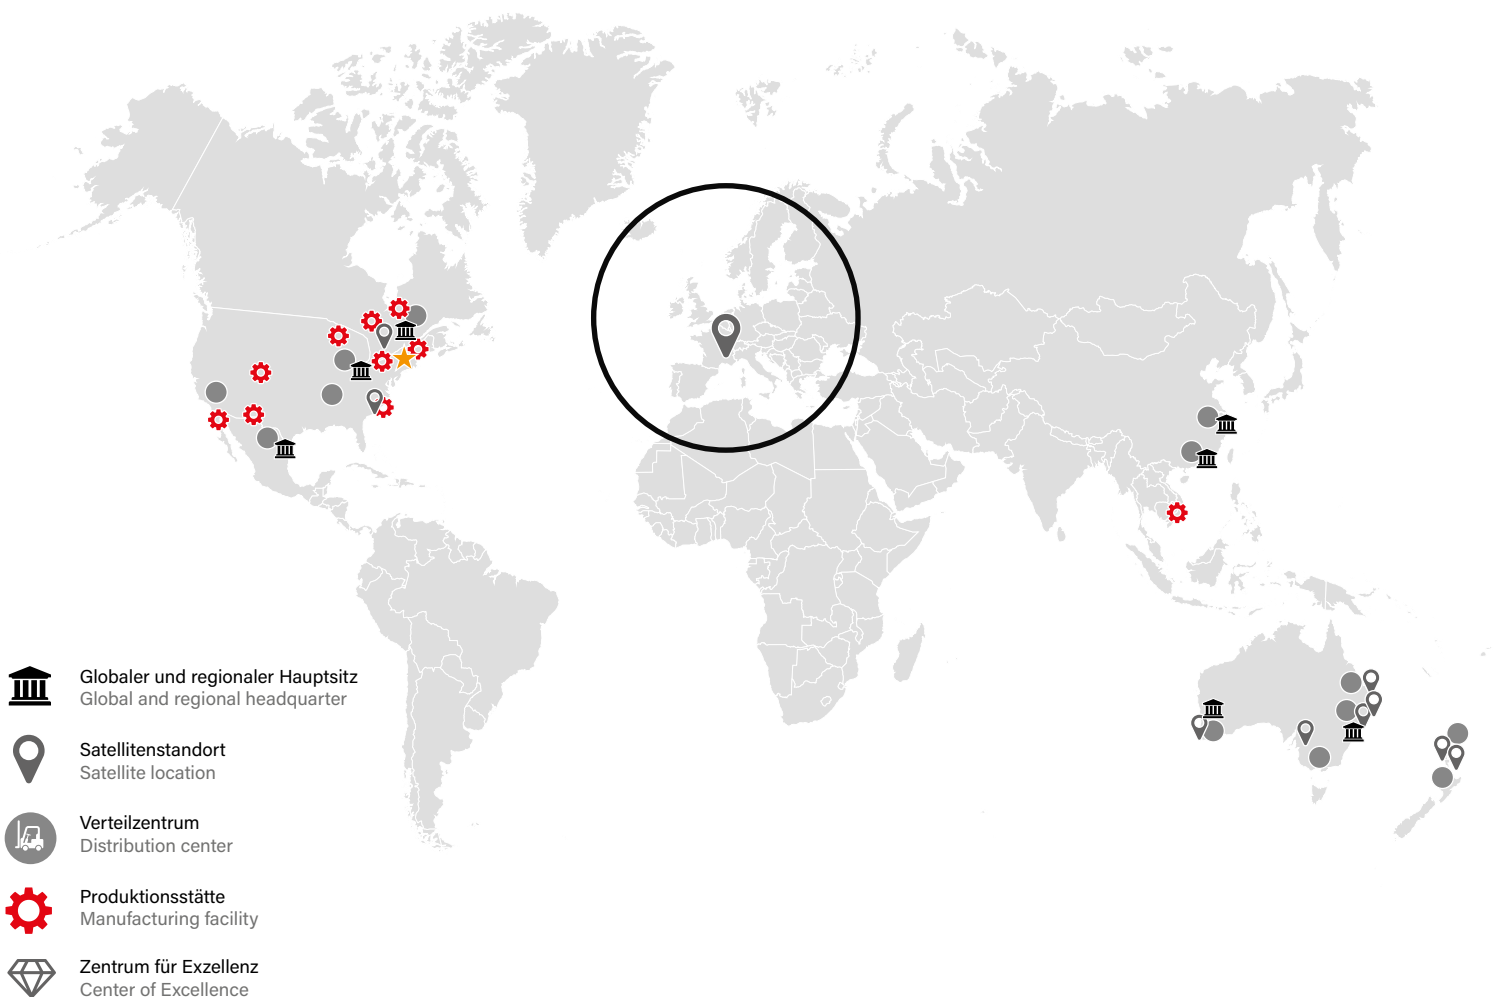 Globaler und regionaler Hauptsitz
Global and regional headquarter
Satellitenstandort
Satellite location
Verteilzentrum
Distribution center
Produktionsstätte
Manufacturing facility
Zentrum für Exzellenz
Center of Excellence